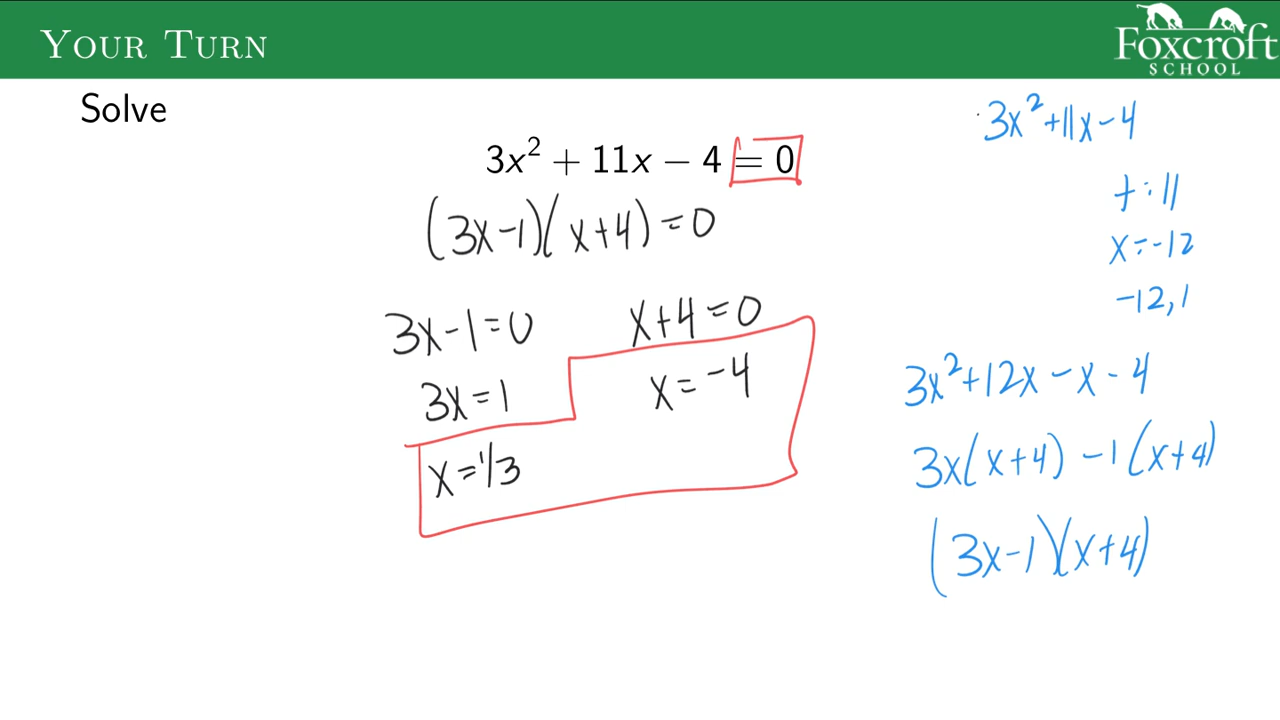 YOUR TURN
Foxcroft
SCHOOL
Solve
3x² + 11x − 4 = 0
(3x-1)(x+4)=0
3x-1=0
x+4=0
3x=1
x=-4
x=1/3
3x²+11x-4
+:11
x=-12
-12,1
3x²+12x-x-4
3x(x+4) -1(x+4)
(3x-1)(x+4)